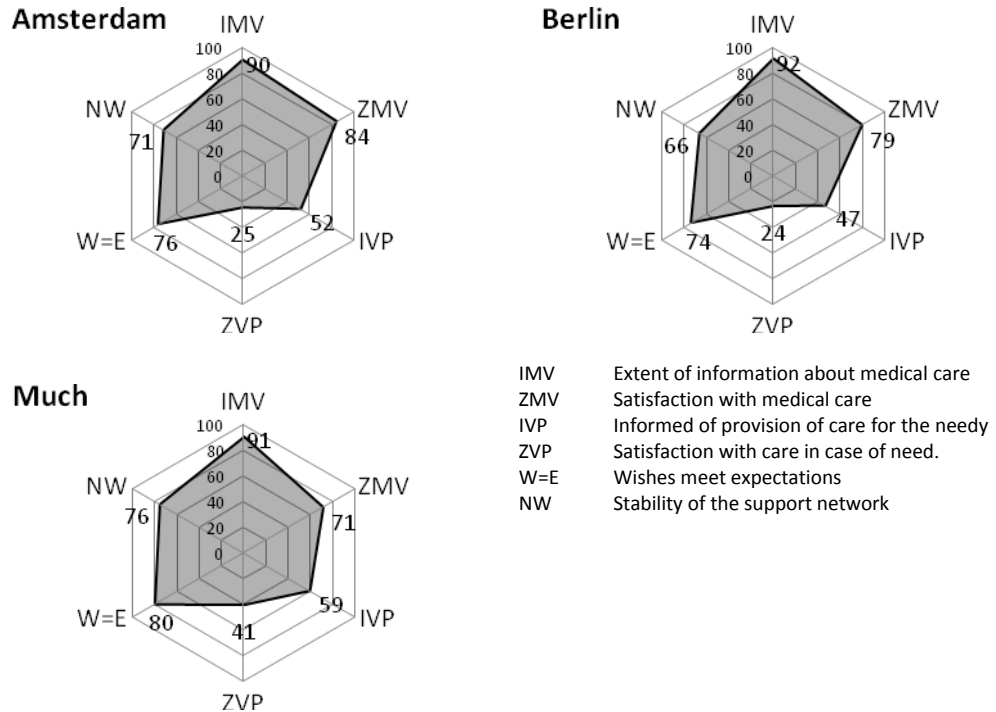 Amsterdam
IMV
100
90
80
60
40
20
0
NW
ZMV
71
84
52
W=E
76
25
IVP
ZVP
Berlin
IMV
100
92
80
60
40
20
0
NW
ZMV
66
79
47
W=E
74
24
IVP
ZVP
Much
IMV
100
91
80
60
40
20
0
NW
ZMV
76
71
59
W=E
80
41
IVP
ZVP
IMV Extent of information about medical care
ZMV Satisfaction with medical care
IVP Informed of provision of care for the needy
ZVP Satisfaction with care in case of need.
W=E Wishes meet expectations
NW Stability of the support network